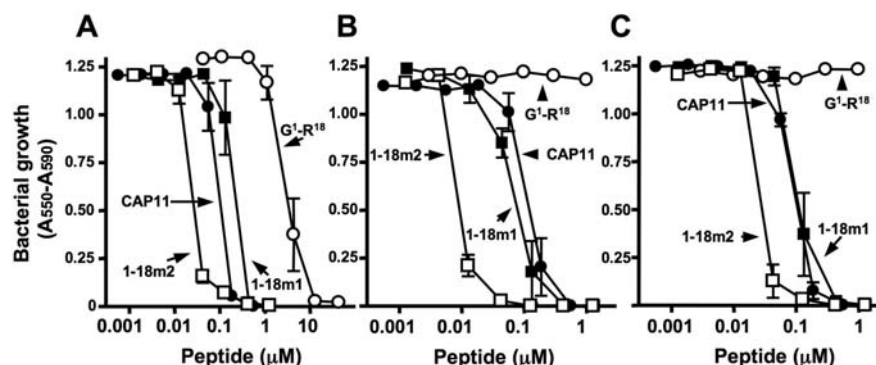 A
B
C
Bacterial growth
(A550-A590)
1.25
1.00
0.75
0.50
0.25
0
G¹-R¹⁸
CAP11
1-18m2
1-18m1
0.001 0.01 0.1 1 10
Peptide (μM)
1.25
1.00
0.75
0.50
0.25
0
G¹-R¹⁸
1-18m2
CAP11
1-18m1
0.001 0.01 0.1 1
Peptide (μM)
1.25
1.00
0.75
0.50
0.25
0
CAP11
G¹-R¹⁸
1-18m2
1-18m1
0.001 0.01 0.1 1
Peptide (μM)